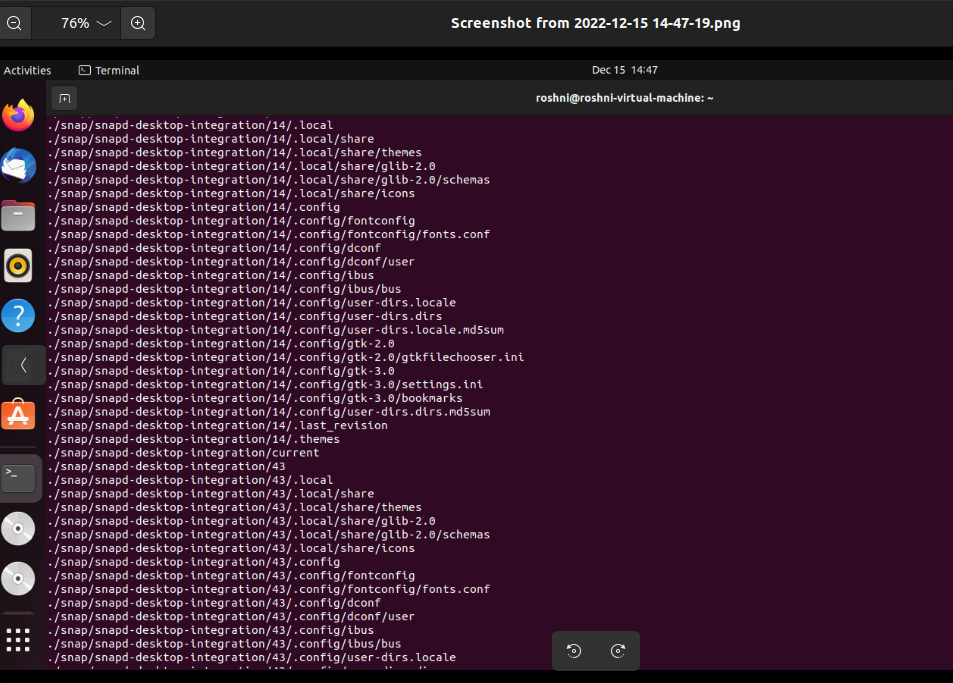 76%
Screenshot from 2022-12-15 14-47-19.png
Activities
Terminal
Dec 15 14:47
roshni@roshni-virtual-machine: ~
./snap/snapd-desktop-integration/14/.local
./snap/snapd-desktop-integration/14/.local/share
./snap/snapd-desktop-integration/14/.local/share/themes
./snap/snapd-desktop-integration/14/.local/share/glib-2.0
./snap/snapd-desktop-integration/14/.local/share/glib-2.0/schemas
./snap/snapd-desktop-integration/14/.local/share/icons
./snap/snapd-desktop-integration/14/.config
./snap/snapd-desktop-integration/14/.config/fontconfig
./snap/snapd-desktop-integration/14/.config/fontconfig/fonts.conf
./snap/snapd-desktop-integration/14/.config/dconf
./snap/snapd-desktop-integration/14/.config/dconf/user
./snap/snapd-desktop-integration/14/.config/ibus
./snap/snapd-desktop-integration/14/.config/ibus/bus
./snap/snapd-desktop-integration/14/.config/user-dirs.locale
./snap/snapd-desktop-integration/14/.config/user-dirs.dirs
./snap/snapd-desktop-integration/14/.config/user-dirs.locale.md5sum
./snap/snapd-desktop-integration/14/.config/gtk-2.0
./snap/snapd-desktop-integration/14/.config/gtk-2.0/gtkfilechooser.ini
./snap/snapd-desktop-integration/14/.config/gtk-3.0
./snap/snapd-desktop-integration/14/.config/gtk-3.0/settings.ini
./snap/snapd-desktop-integration/14/.config/gtk-3.0/bookmarks
./snap/snapd-desktop-integration/14/.config/user-dirs.dirs.md5sum
./snap/snapd-desktop-integration/14/.last_revision
./snap/snapd-desktop-integration/14/.themes
./snap/snapd-desktop-integration/current
./snap/snapd-desktop-integration/43
./snap/snapd-desktop-integration/43/.local
./snap/snapd-desktop-integration/43/.local/share
./snap/snapd-desktop-integration/43/.local/share/themes
./snap/snapd-desktop-integration/43/.local/share/glib-2.0
./snap/snapd-desktop-integration/43/.local/share/glib-2.0/schemas
./snap/snapd-desktop-integration/43/.local/share/icons
./snap/snapd-desktop-integration/43/.config
./snap/snapd-desktop-integration/43/.config/fontconfig
./snap/snapd-desktop-integration/43/.config/fontconfig/fonts.conf
./snap/snapd-desktop-integration/43/.config/dconf
./snap/snapd-desktop-integration/43/.config/dconf/user
./snap/snapd-desktop-integration/43/.config/ibus
./snap/snapd-desktop-integration/43/.config/ibus/bus
./snap/snapd-desktop-integration/43/.config/user-dirs.locale